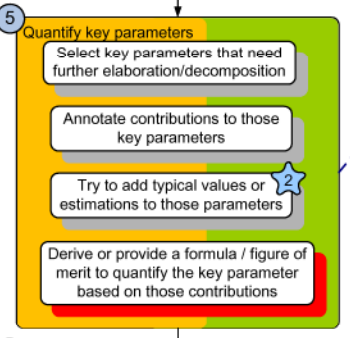 5
Quantify key parameters
Select key parameters that need
further elaboration/decomposition
Annotate contributions to those
key parameters
2
Try to add typical values or
estimations to those parameters
Derive or provide a formula / figure of
merit to quantify the key parameter
based on those contributions